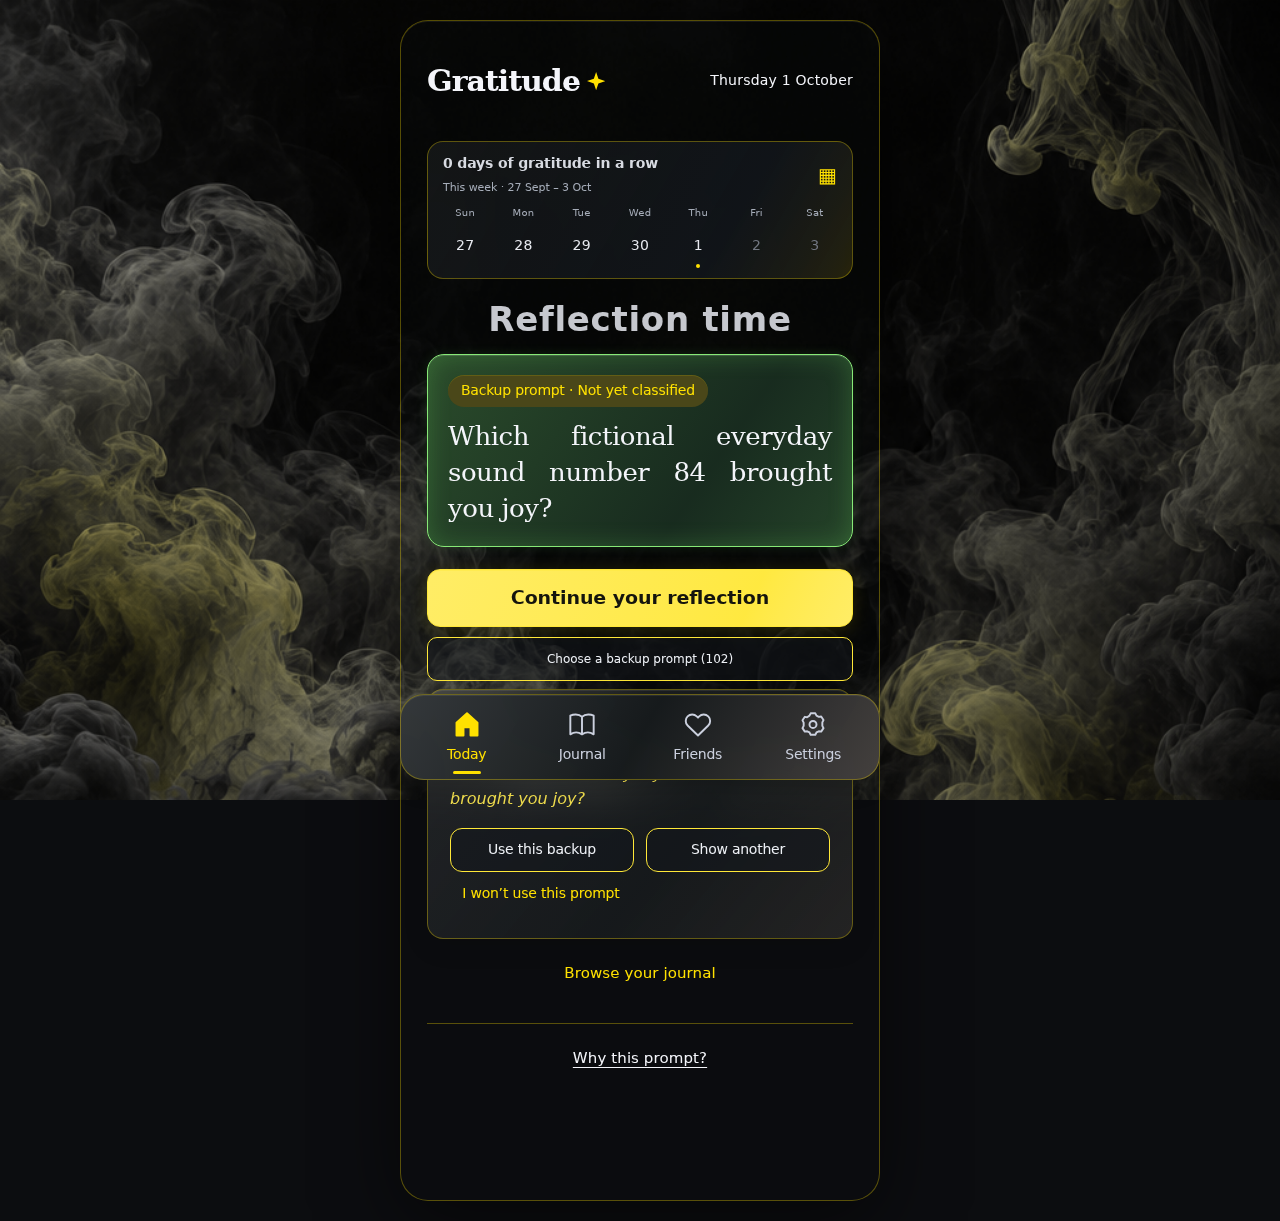 Gratitude
Thursday 1 October
0 days of gratitude in a row
This week · 27 Sept – 3 Oct
Sun Mon Tue Wed Thu Fri Sat
27 28 29 30 1 2 3
Reflection time
Backup prompt · Not yet classified
Which fictional everyday
sound number 84 brought
you joy?
Continue your reflection
Choose a backup prompt (102)
Today Journal Friends Settings
brought you joy?
Use this backup Show another
I won’t use this prompt
Browse your journal
Why this prompt?